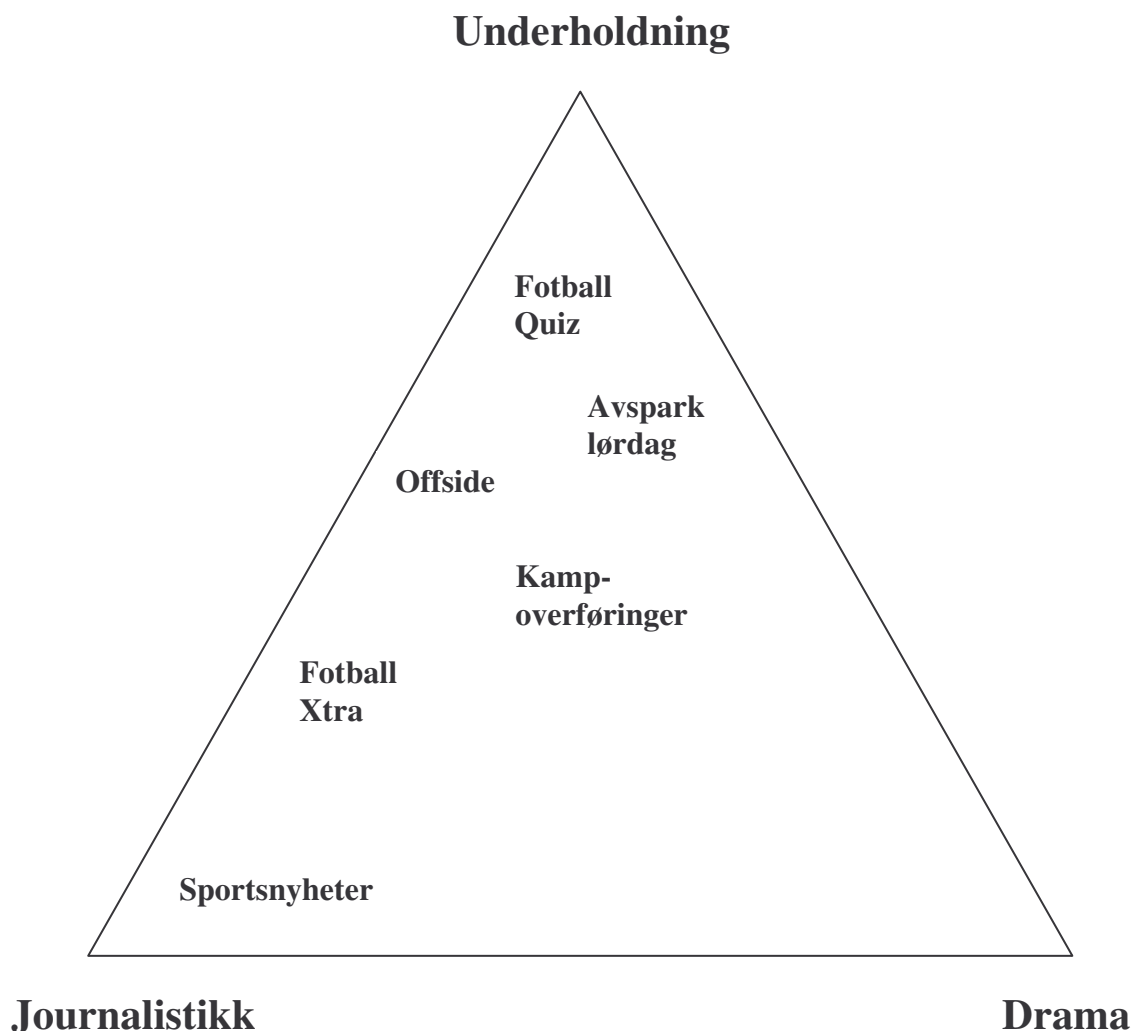 Underholdning
Fotball
Quiz
Avspark
lørdag
Offside
Kamp-
overføringer
Fotball
Xtra
Sportsnyheter
Journalistikk
Drama